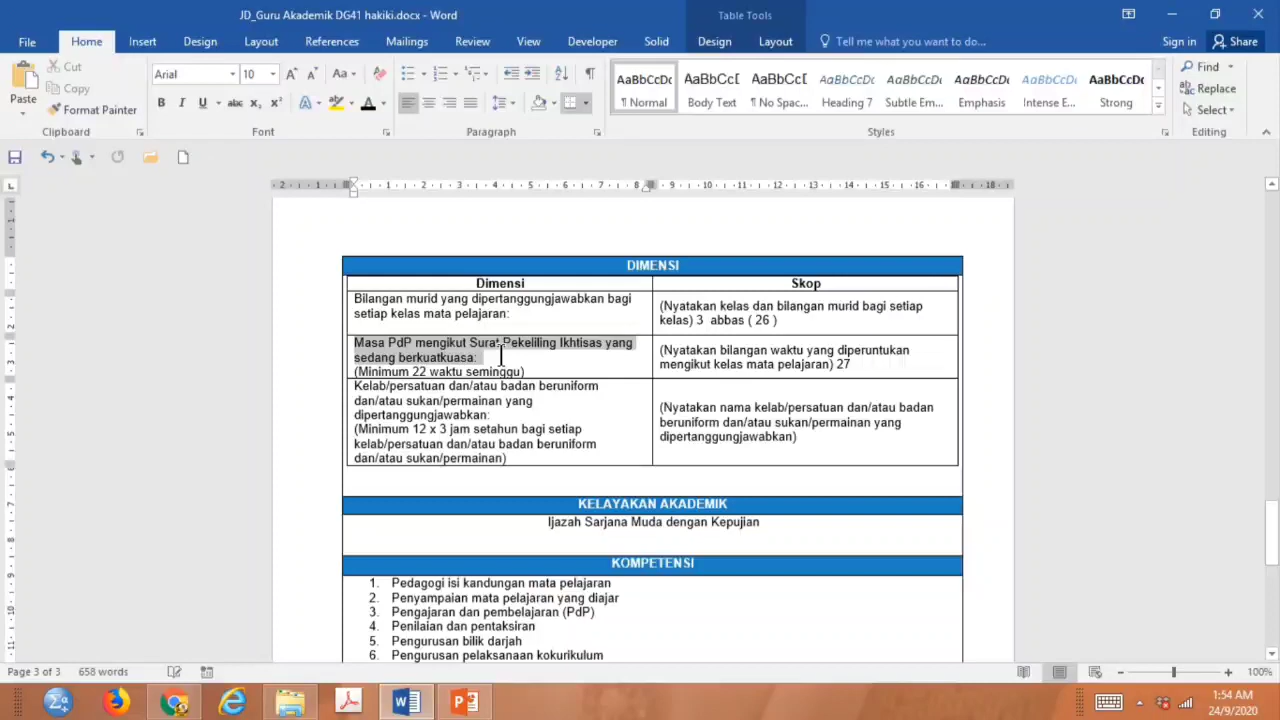 JD_Guru Akademik DG41 hakiki.docx - Word
Table Tools
File Home Insert Design Layout References Mailings Review View Developer Solid Design Layout Tell me what you want to do... Sign in Share
Paste
Cut
Copy
Format Painter
Clipboard
Arial 10
Font
Paragraph
AaBbCcDc AaBbCcD AaBbCcDc AaBbCcDc AaBbCcDc AaBbCcDc AaBbCcDc AaBbCcDc
¶ Normal Body Text ¶ No Spac... Heading 7 Subtle Em... Emphasis Intense E... Strong
Styles
Find
Replace
Select
Editing
DIMENSI
Dimensi
Skop
Bilangan murid yang dipertanggungjawabkan bagi
setiap kelas mata pelajaran:
(Nyatakan kelas dan bilangan murid bagi setiap
kelas) 3 abbas ( 26 )
Masa PdP mengikut Surat Pekeliling Ikhtisas yang
sedang berkuatkuasa:
(Minimum 22 waktu seminggu)
(Nyatakan bilangan waktu yang diperuntukan
mengikut kelas mata pelajaran) 27
Kelab/persatuan dan/atau badan beruniform
dan/atau sukan/permainan yang
dipertanggungjawabkan:
(Minimum 12 x 3 jam setahun bagi setiap
kelab/persatuan dan/atau badan beruniform
dan/atau sukan/permainan)
(Nyatakan nama kelab/persatuan dan/atau badan
beruniform dan/atau sukan/permainan yang
dipertanggungjawabkan)
KELAYAKAN AKADEMIK
Ijazah Sarjana Muda dengan Kepujian
KOMPETENSI
1. Pedagogi isi kandungan mata pelajaran
2. Penyampaian mata pelajaran yang diajar
3. Pengajaran dan pembelajaran (PdP)
4. Penilaian dan pentaksiran
5. Pengurusan bilik darjah
6. Pengurusan pelaksanaan kokurikulum
Page 3 of 3 658 words 100%
1:54 AM
24/9/2020